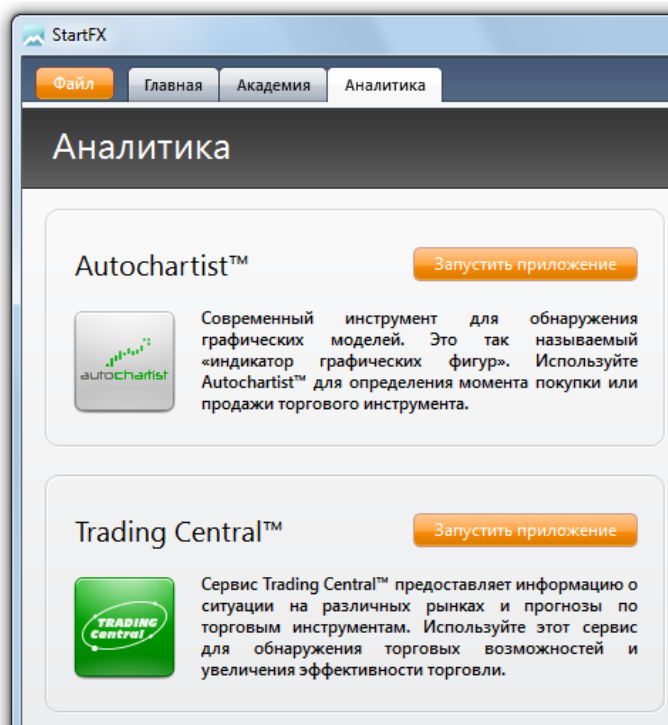 StartFX
Файл Главная Академия Аналитика
Аналитика
Autochartist™
Запустить приложение
autochartist
Современный инструмент для обнаружения
графических моделей. Это так называемый
«индикатор графических фигур». Используйте
Autochartist™ для определения момента покупки или
продажи торгового инструмента.
Trading Central™
Запустить приложение
TRADING
Central
Сервис Trading Central™ предоставляет информацию о
ситуации на различных рынках и прогнозы по
торговым инструментам. Используйте этот сервис
для обнаружения торговых возможностей и
увеличения эффективности торговли.